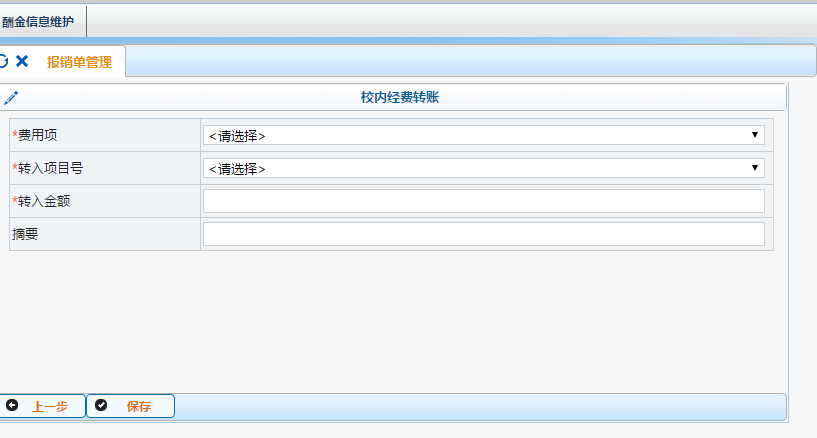 酬金信息维护
报销单管理
校内经费转账
*费用项
<请选择>
*转入项目号
<请选择>
*转入金额
摘要
上一步
保存